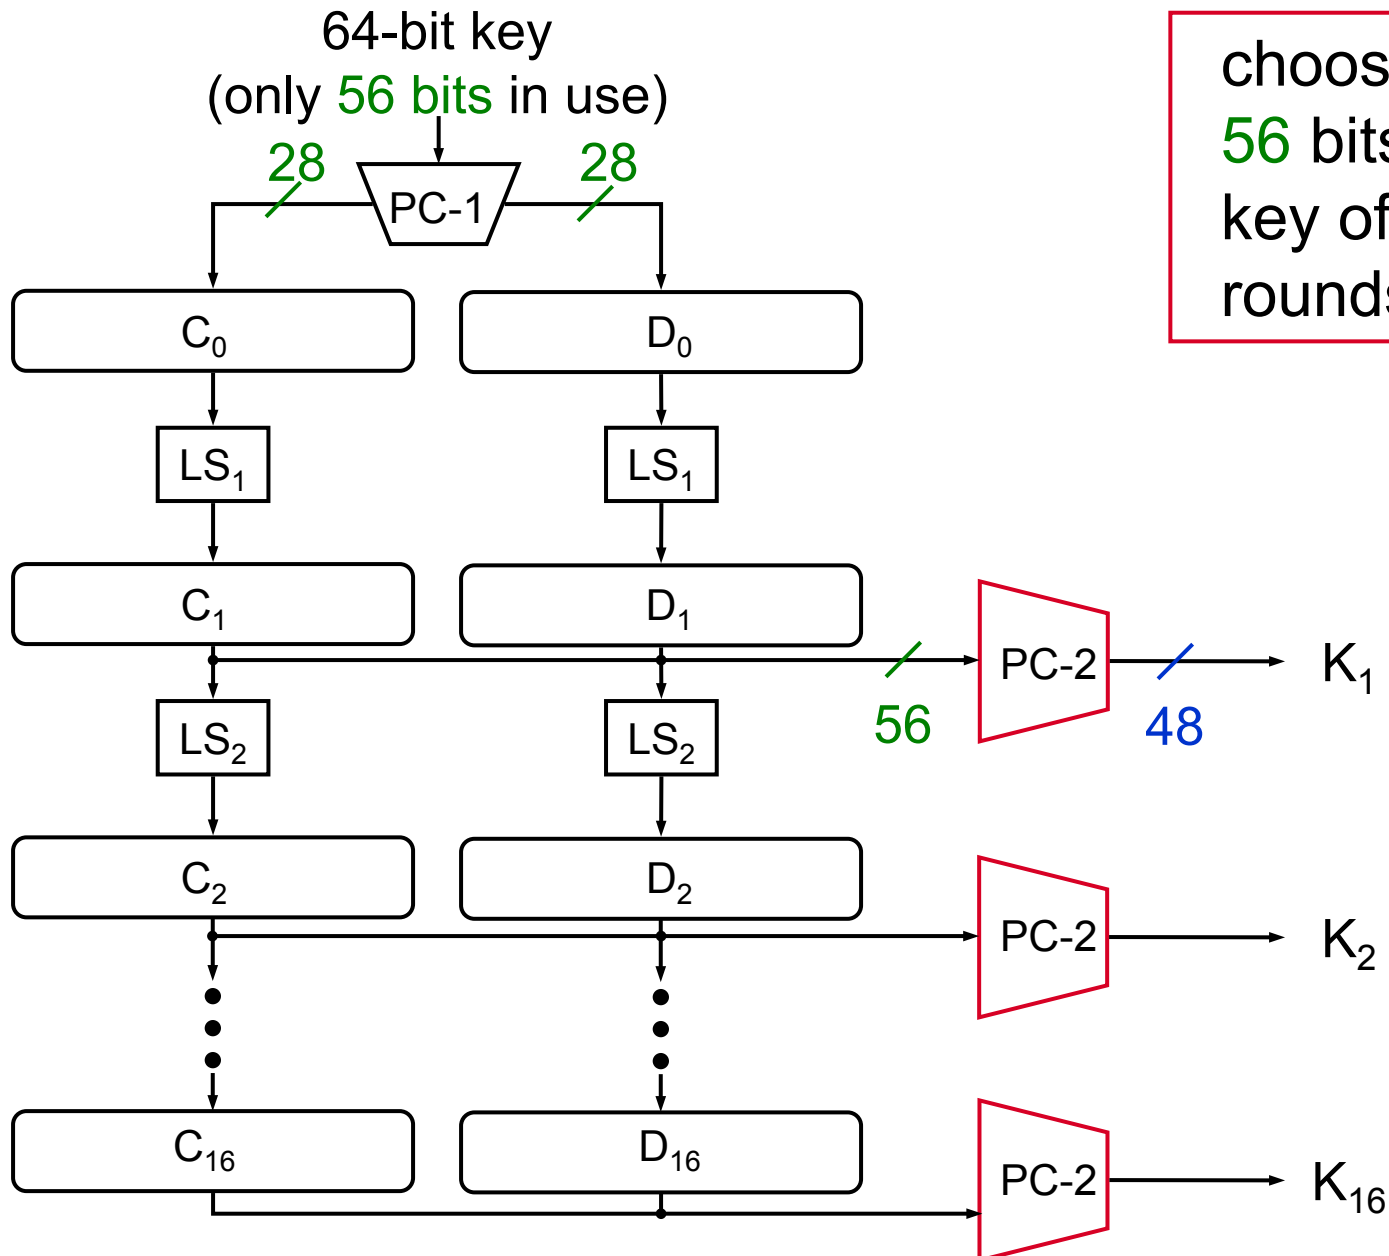 64-bit key
(only 56 bits in use)
28 28
PC-1
C0 D0
LS1 LS1
C1 D1
PC-2 K1
56 48
LS2 LS2
C2 D2
PC-2 K2
C16 D16
PC-2 K16
56 bits
key of
rounds